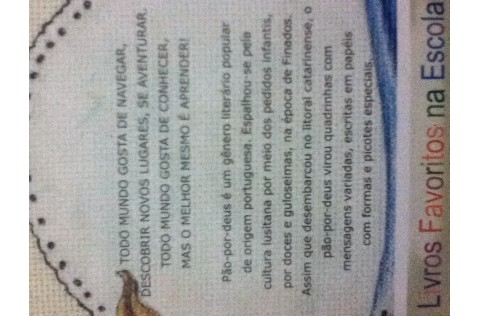 TODO MUNDO GOSTA DE NAVEGAR,
DESCOBRIR NOVOS LUGARES, SE AVENTURAR.
TODO MUNDO GOSTA DE CONHECER,
MAS O MELHOR MESMO É APRENDER!
Pão-por-deus é um gênero literário popular
de origem portuguesa. Espalhou-se pela
cultura lusitana por meio dos pedidos infantis,
por doces e guloseimas, na época de Finados.
Assim que desembarcou no litoral catarinense, o
pão-por-deus virou quadrinhas com
mensagens variadas, escritas em papéis
com formas e picotes especiais.
Livros Favoritos na Escola